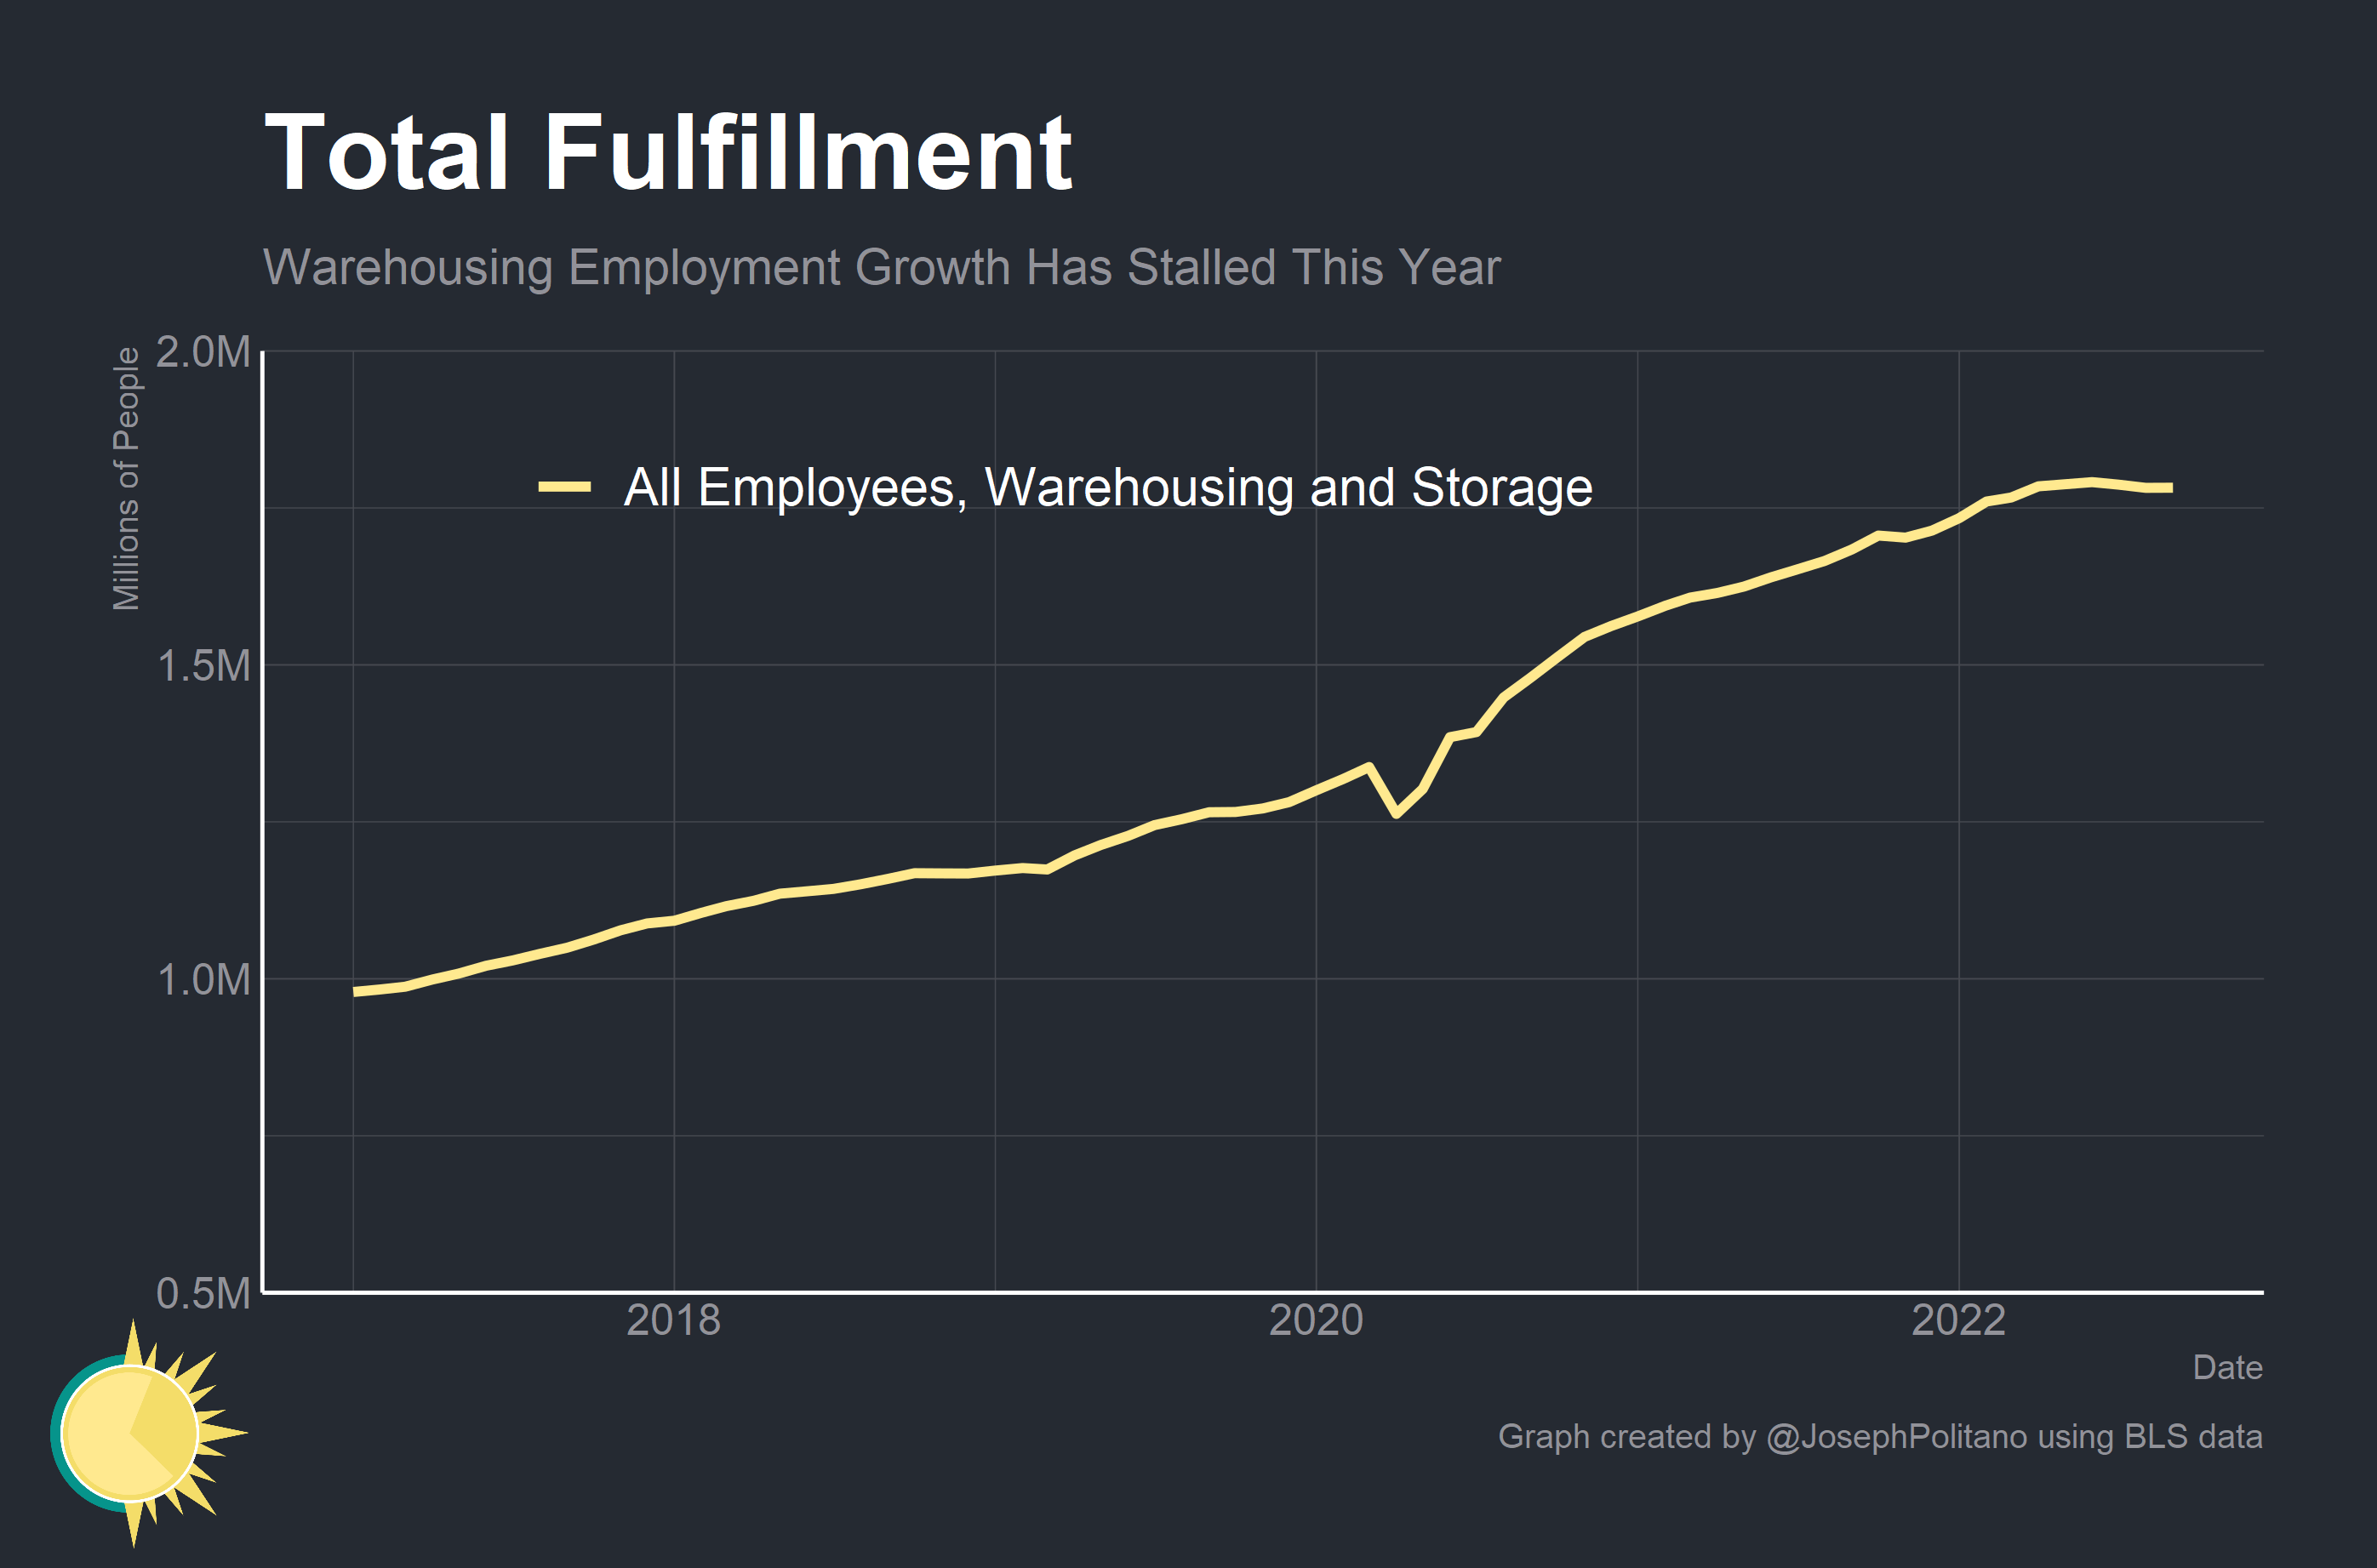 Total Fulfillment
Warehousing Employment Growth Has Stalled This Year
Millions of People
2.0M
1.5M
1.0M
0.5M
All Employees, Warehousing and Storage
2018
2020
2022
Date
Graph created by @JosephPolitano using BLS data